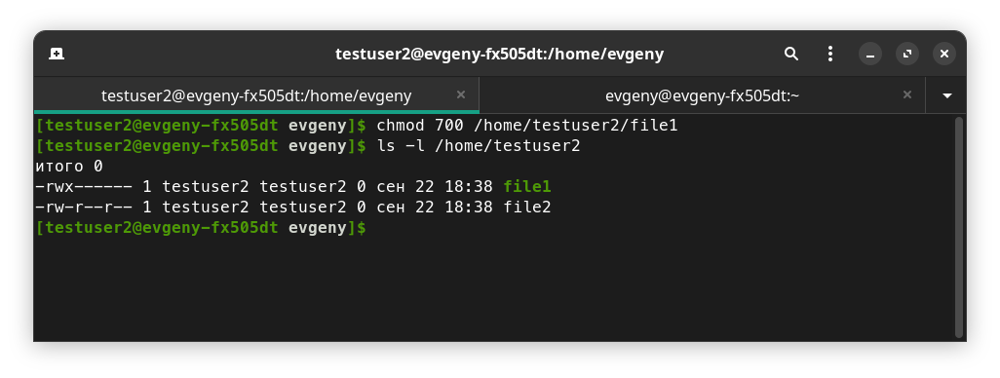 testuser2@evgeny-fx505dt:/home/evgeny
testuser2@evgeny-fx505dt:/home/evgeny
evgeny@evgeny-fx505dt:~
[testuser2@evgeny-fx505dt evgeny]$ chmod 700 /home/testuser2/file1
[testuser2@evgeny-fx505dt evgeny]$ ls -l /home/testuser2
итого 0
-rwx------ 1 testuser2 testuser2 0 сен 22 18:38 file1
-rw-r--r-- 1 testuser2 testuser2 0 сен 22 18:38 file2
[testuser2@evgeny-fx505dt evgeny]$